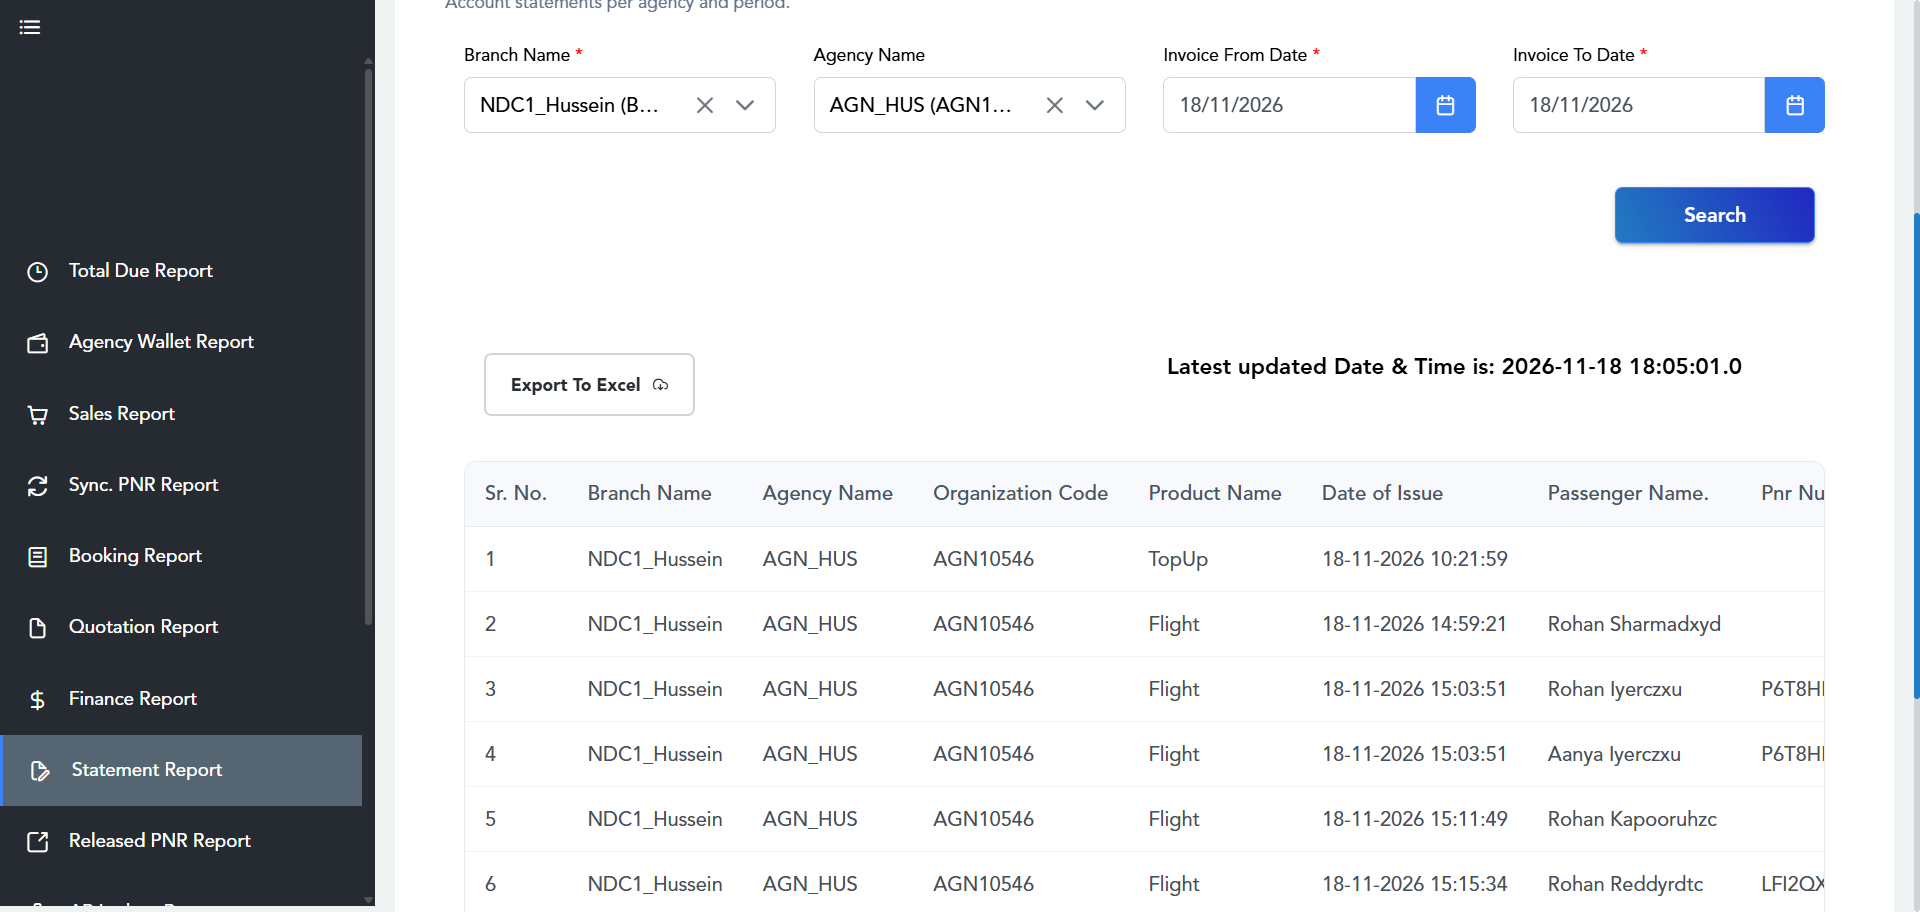 Account statements per agency and period.
Branch Name *
Agency Name
Invoice From Date *
Invoice To Date *
NDC1_Hussein (B...
AGN_HUS (AGN1...
18/11/2026
18/11/2026
Search
Total Due Report
Agency Wallet Report
Sales Report
Sync. PNR Report
Booking Report
Quotation Report
Finance Report
Statement Report
Released PNR Report
Export To Excel
Latest updated Date & Time is: 2026-11-18 18:05:01.0
Sr. No. Branch Name Agency Name Organization Code Product Name Date of Issue Passenger Name. Pnr Nu
1 NDC1_Hussein AGN_HUS AGN10546 TopUp 18-11-2026 10:21:59
2 NDC1_Hussein AGN_HUS AGN10546 Flight 18-11-2026 14:59:21 Rohan Sharmadxyd
3 NDC1_Hussein AGN_HUS AGN10546 Flight 18-11-2026 15:03:51 Rohan Iyerczxu P6T8H
4 NDC1_Hussein AGN_HUS AGN10546 Flight 18-11-2026 15:03:51 Aanya Iyerczxu P6T8H
5 NDC1_Hussein AGN_HUS AGN10546 Flight 18-11-2026 15:11:49 Rohan Kapooruhzc
6 NDC1_Hussein AGN_HUS AGN10546 Flight 18-11-2026 15:15:34 Rohan Reddyrdtc LFI2QX